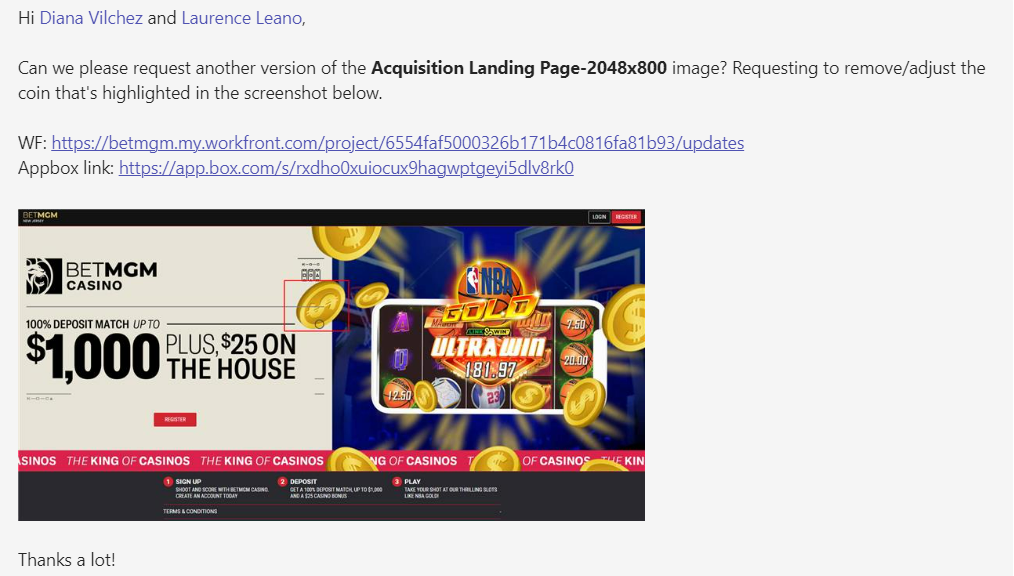 Hi Diana Vilchez and Laurence Leano,
Can we please request another version of the Acquisition Landing Page-2048x800 image? Requesting to remove/adjust the
coin that's highlighted in the screenshot below.
WF: https://betmgm.my.workfront.com/project/6554faf5000326b171b4c0816fa81b93/updates
Appbox link: https://app.box.com/s/rxdho0xuiocux9hagwptgeyi5dlv8rk0
BETMGM
NEW JERSEY
LOGIN
REGISTER
BETMGM
CASINO
100% DEPOSIT MATCH UP TO
$1,000 PLUS, $25 ON
THE HOUSE
REGISTER
NBA
GOLD
LINK & WIN
ULTRA WIN
181.97
7.50
20.00
12.50
23
ASINOS THE KING OF CASINOS THE KING OF CASINOS NG OF CASINOS T OF CASINOS THE KIN
1 SIGN UP
SHOOT AND SCORE WITH BETMGM CASINO.
CREATE AN ACCOUNT TODAY
2 DEPOSIT
GET A 100% DEPOSIT MATCH, UP TO $1,000
AND A $25 CASINO BONUS
3 PLAY
TAKE YOUR SHOT AT OUR THRILLING SLOTS
LIKE NBA GOLD!
TERMS & CONDITIONS
Thanks a lot!